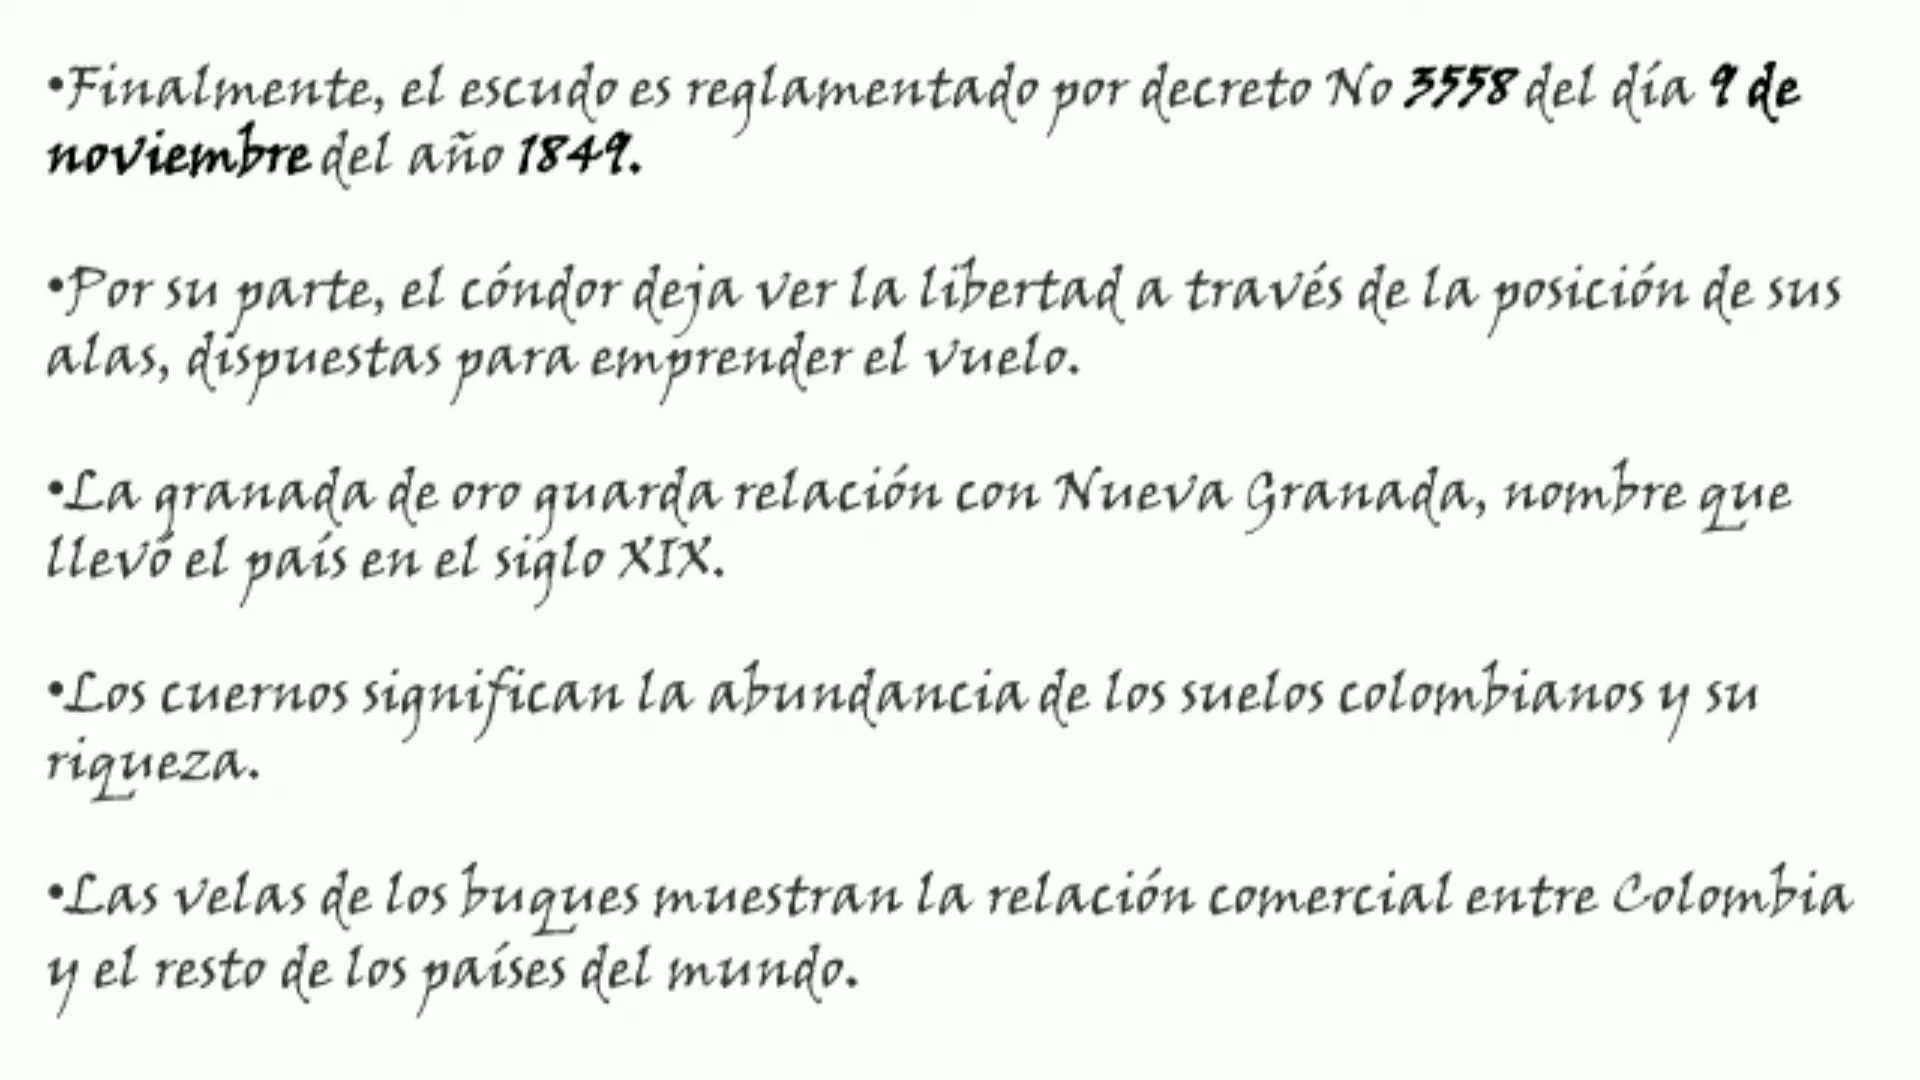 •Finalmente, el escudo es reglamentado por decreto No 3558 del día 9 de
noviembre del año 1849.
•Por su parte, el cóndor deja ver la libertad a través de la posición de sus
alas, dispuestas para emprender el vuelo.
•La granada de oro guarda relación con Nueva Granada, nombre que
llevó el país en el siglo XIX.
•Los cuernos significan la abundancia de los suelos colombianos y su
riqueza.
•Las velas de los buques muestran la relación comercial entre Colombia
y el resto de los países del mundo.